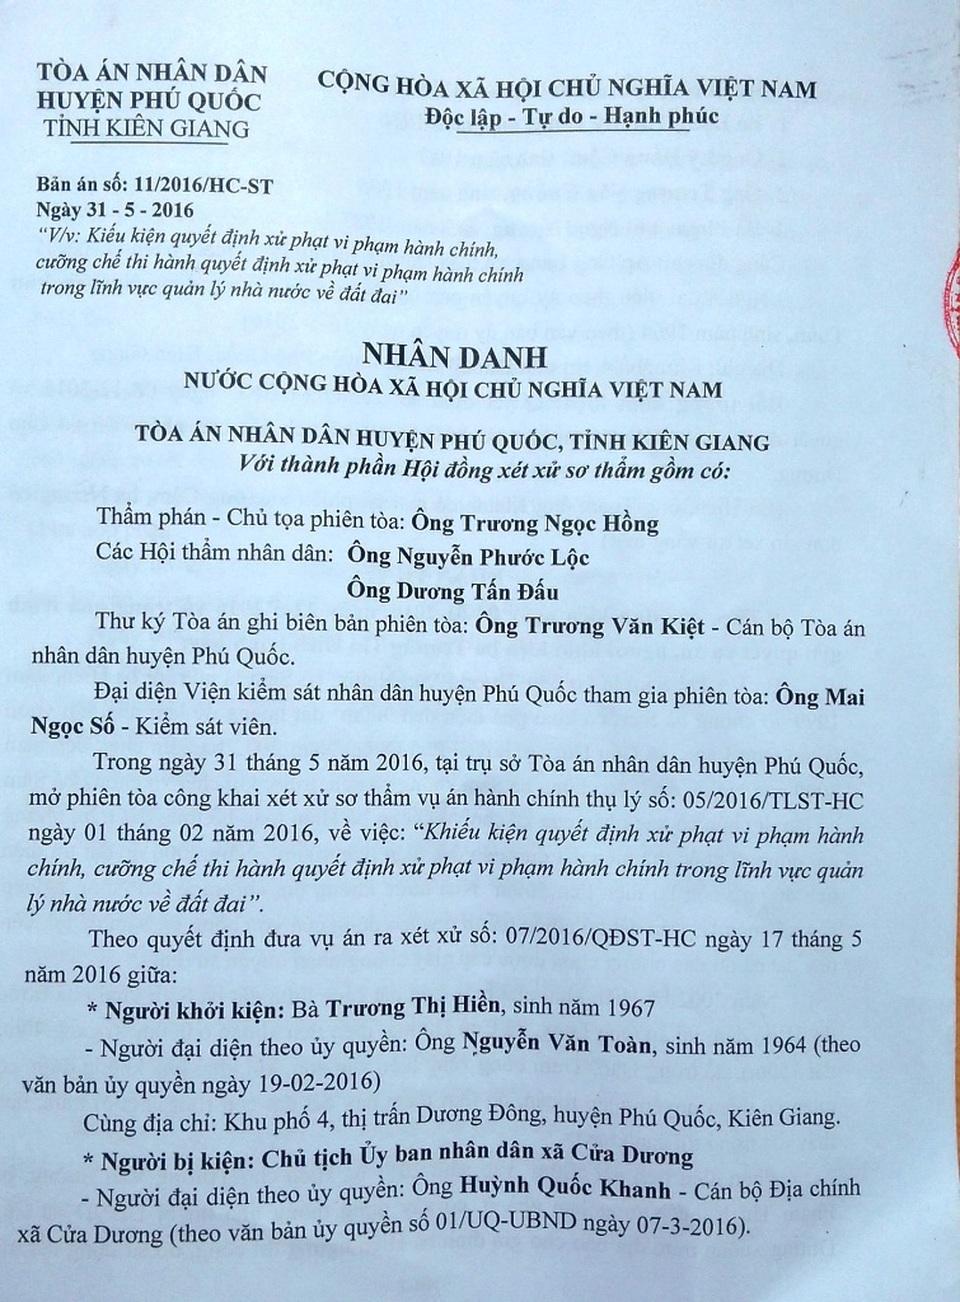 TÒA ÁN NHÂN DÂN
HUYỆN PHÚ QUỐC
TỈNH KIÊN GIANG
CỘNG HÒA XÃ HỘI CHỦ NGHĨA VIỆT NAM
Độc lập - Tự do - Hạnh phúc
Bản án số: 11/2016/HC-ST
Ngày 31 - 5 - 2016
“V/v: Kiếu kiện quyết định xử phạt vi phạm hành chính,
cưỡng chế thi hành quyết định xử phạt vi phạm hành chính
trong lĩnh vực quản lý nhà nước về đất đai”
NHÂN DANH
NƯỚC CỘNG HÒA XÃ HỘI CHỦ NGHĨA VIỆT NAM
TÒA ÁN NHÂN DÂN HUYỆN PHÚ QUỐC, TỈNH KIÊN GIANG
Với thành phần Hội đồng xét xử sơ thẩm gồm có:
Thẩm phán - Chủ tọa phiên tòa: Ông Trương Ngọc Hồng
Các Hội thẩm nhân dân: Ông Nguyễn Phước Lộc
Ông Dương Tấn Đấu
Thư ký Tòa án ghi biên bản phiên tòa: Ông Trương Văn Kiệt - Cán bộ Tòa án
nhân dân huyện Phú Quốc.
Đại diện Viện kiểm sát nhân dân huyện Phú Quốc tham gia phiên tòa: Ông Mai
Ngọc Số - Kiểm sát viên.
Trong ngày 31 tháng 5 năm 2016, tại trụ sở Tòa án nhân dân huyện Phú Quốc,
mở phiên tòa công khai xét xử sơ thẩm vụ án hành chính thụ lý số: 05/2016/TLST-HC
ngày 01 tháng 02 năm 2016, về việc: “Khiếu kiện quyết định xử phạt vi phạm hành
chính, cưỡng chế thi hành quyết định xử phạt vi phạm hành chính trong lĩnh vực quản
lý nhà nước về đất đai”.
Theo quyết định đưa vụ án ra xét xử số: 07/2016/QĐST-HC ngày 17 tháng 5
năm 2016 giữa:
* Người khởi kiện: Bà Trương Thị Hiền, sinh năm 1967
- Người đại diện theo ủy quyền: Ông Nguyễn Văn Toàn, sinh năm 1964 (theo
văn bản ủy quyền ngày 19-02-2016)
Cùng địa chỉ: Khu phố 4, thị trấn Dương Đông, huyện Phú Quốc, Kiên Giang.
* Người bị kiện: Chủ tịch Ủy ban nhân dân xã Cửa Dương
- Người đại diện theo ủy quyền: Ông Huỳnh Quốc Khanh - Cán bộ Địa chính
xã Cửa Dương (theo văn bản ủy quyền số 01/UQ-UBND ngày 07-3-2016).